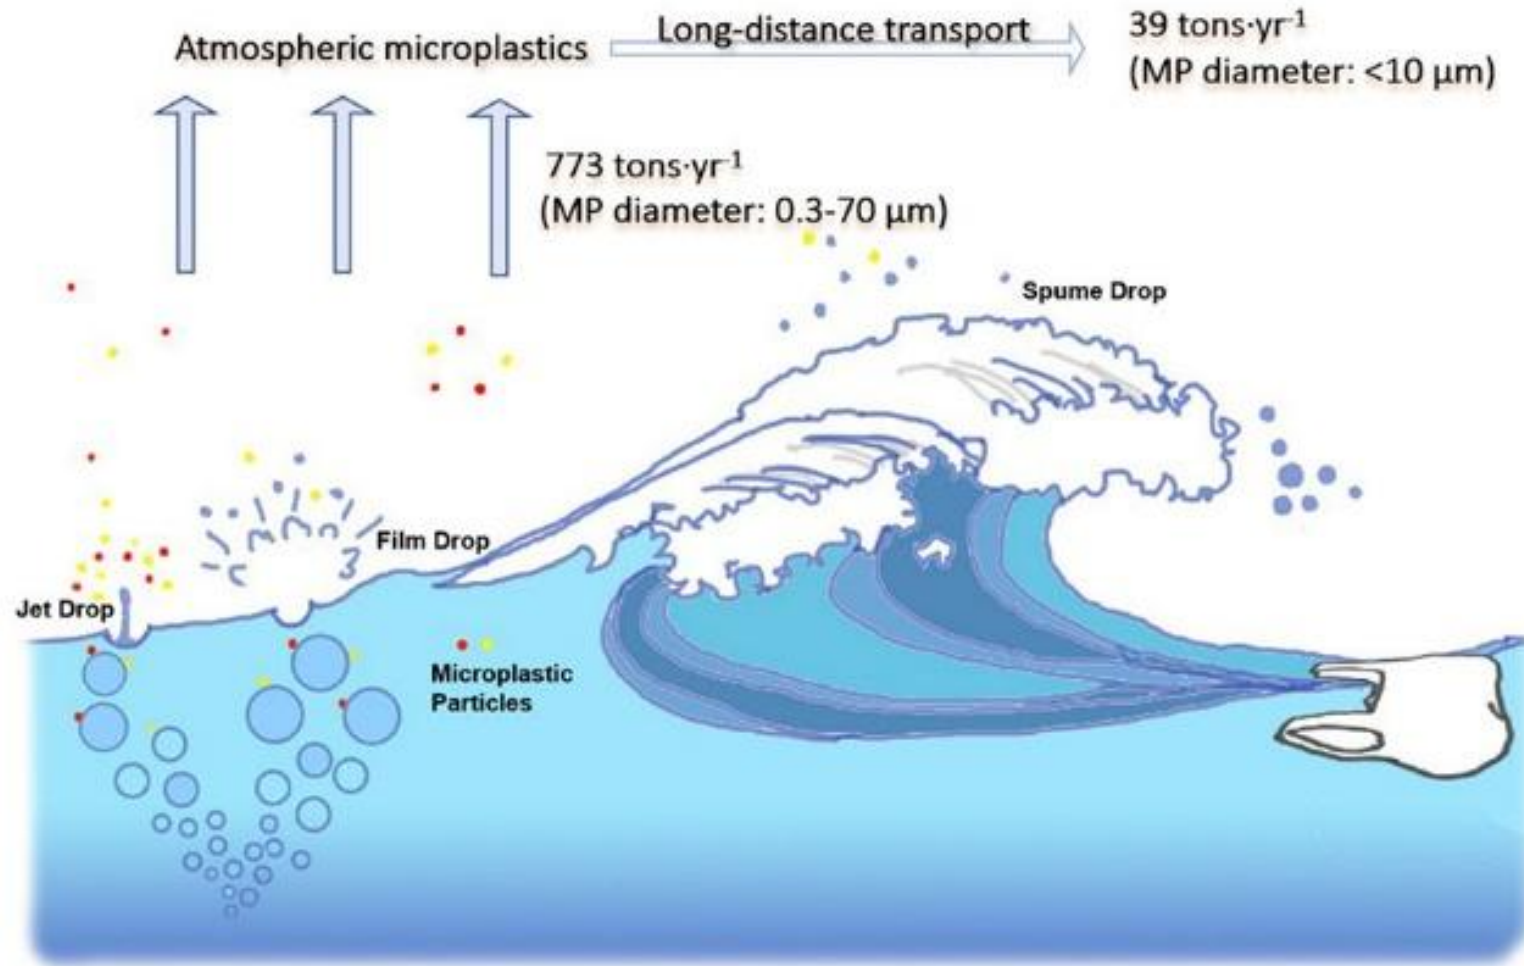 Atmospheric microplastics
Long-distance transport
39 tons·yr⁻¹
(MP diameter: <10 µm)
773 tons·yr⁻¹
(MP diameter: 0.3-70 µm)
Spume Drop
Film Drop
Jet Drop
Microplastic
Particles